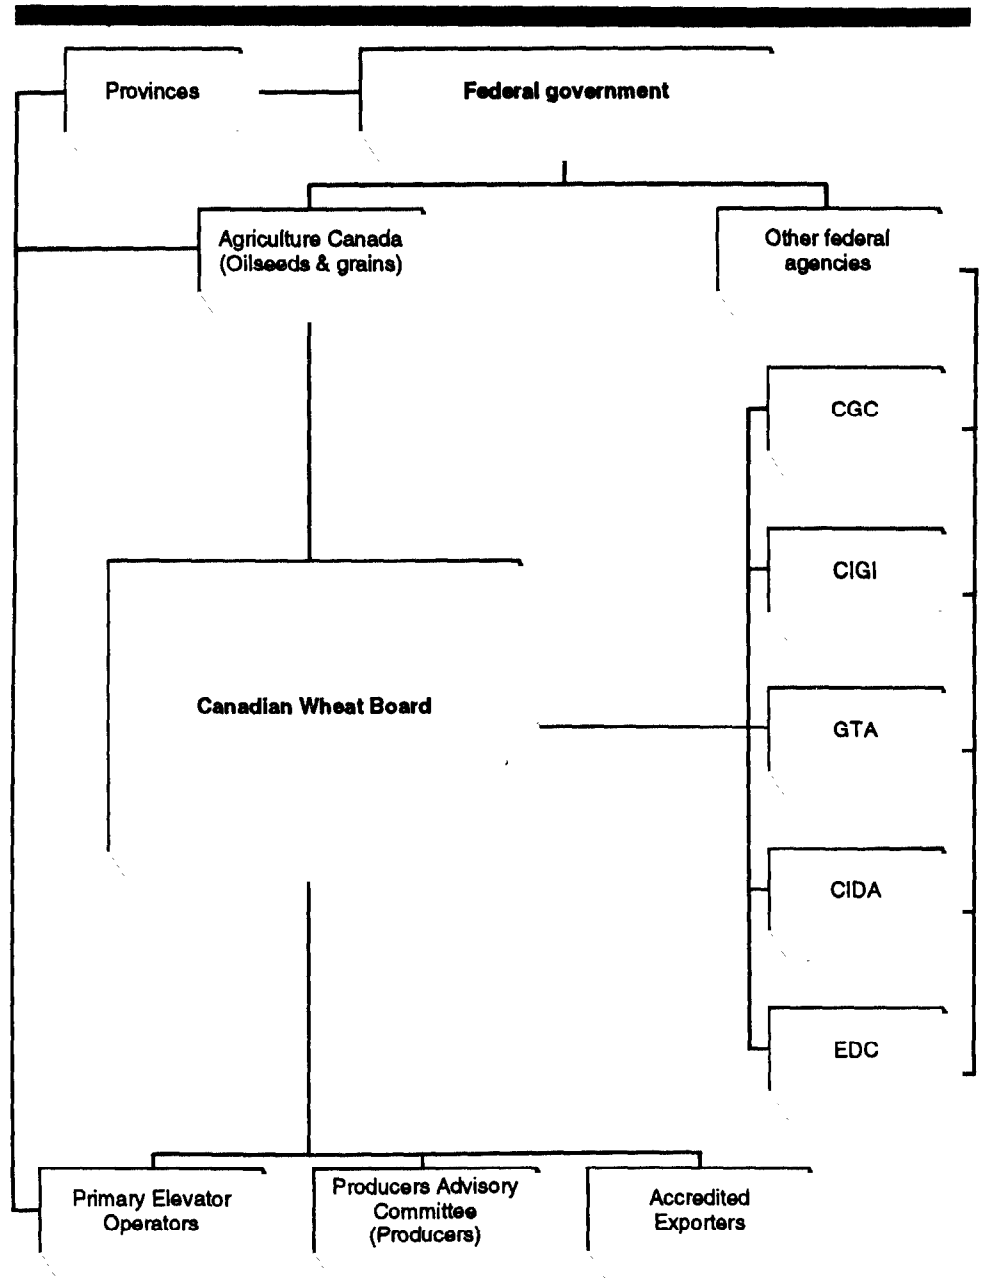 Provinces
Federal government
Agriculture Canada
(Oilseeds & grains)
Other federal
agencies
CGC
CIGI
Canadian Wheat Board
GTA
CIDA
EDC
Primary Elevator
Operators
Producers Advisory
Committee
(Producers)
Accredited
Exporters